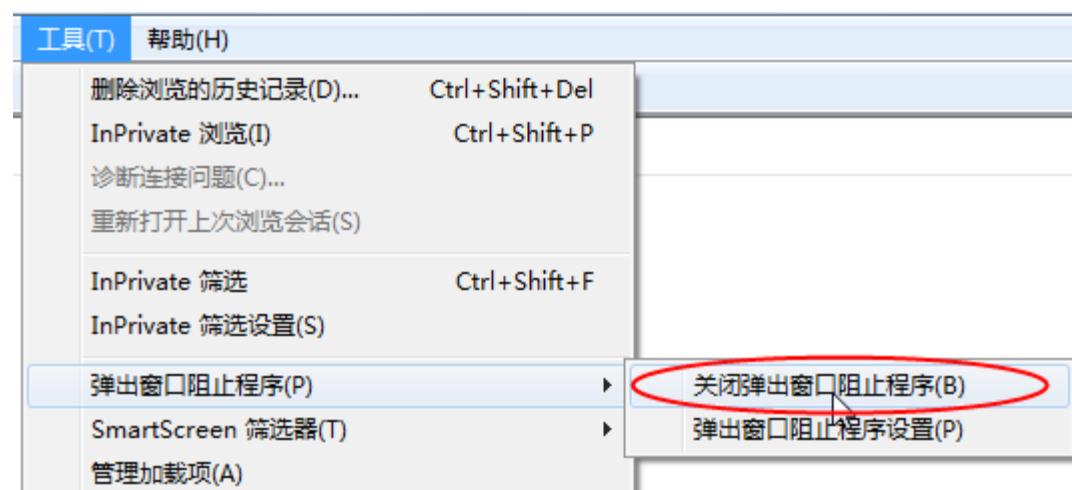 工具(T) 帮助(H)
删除浏览的历史记录(D)... Ctrl+Shift+Del
InPrivate 浏览(I) Ctrl+Shift+P
诊断连接问题(C)...
重新打开上次浏览会话(S)
InPrivate 筛选 Ctrl+Shift+F
InPrivate 筛选设置(S)
弹出窗口阻止程序(P) 关闭弹出窗口阻止程序(B)
SmartScreen 筛选器(T) 弹出窗口阻止程序设置(P)
管理加载项(A)